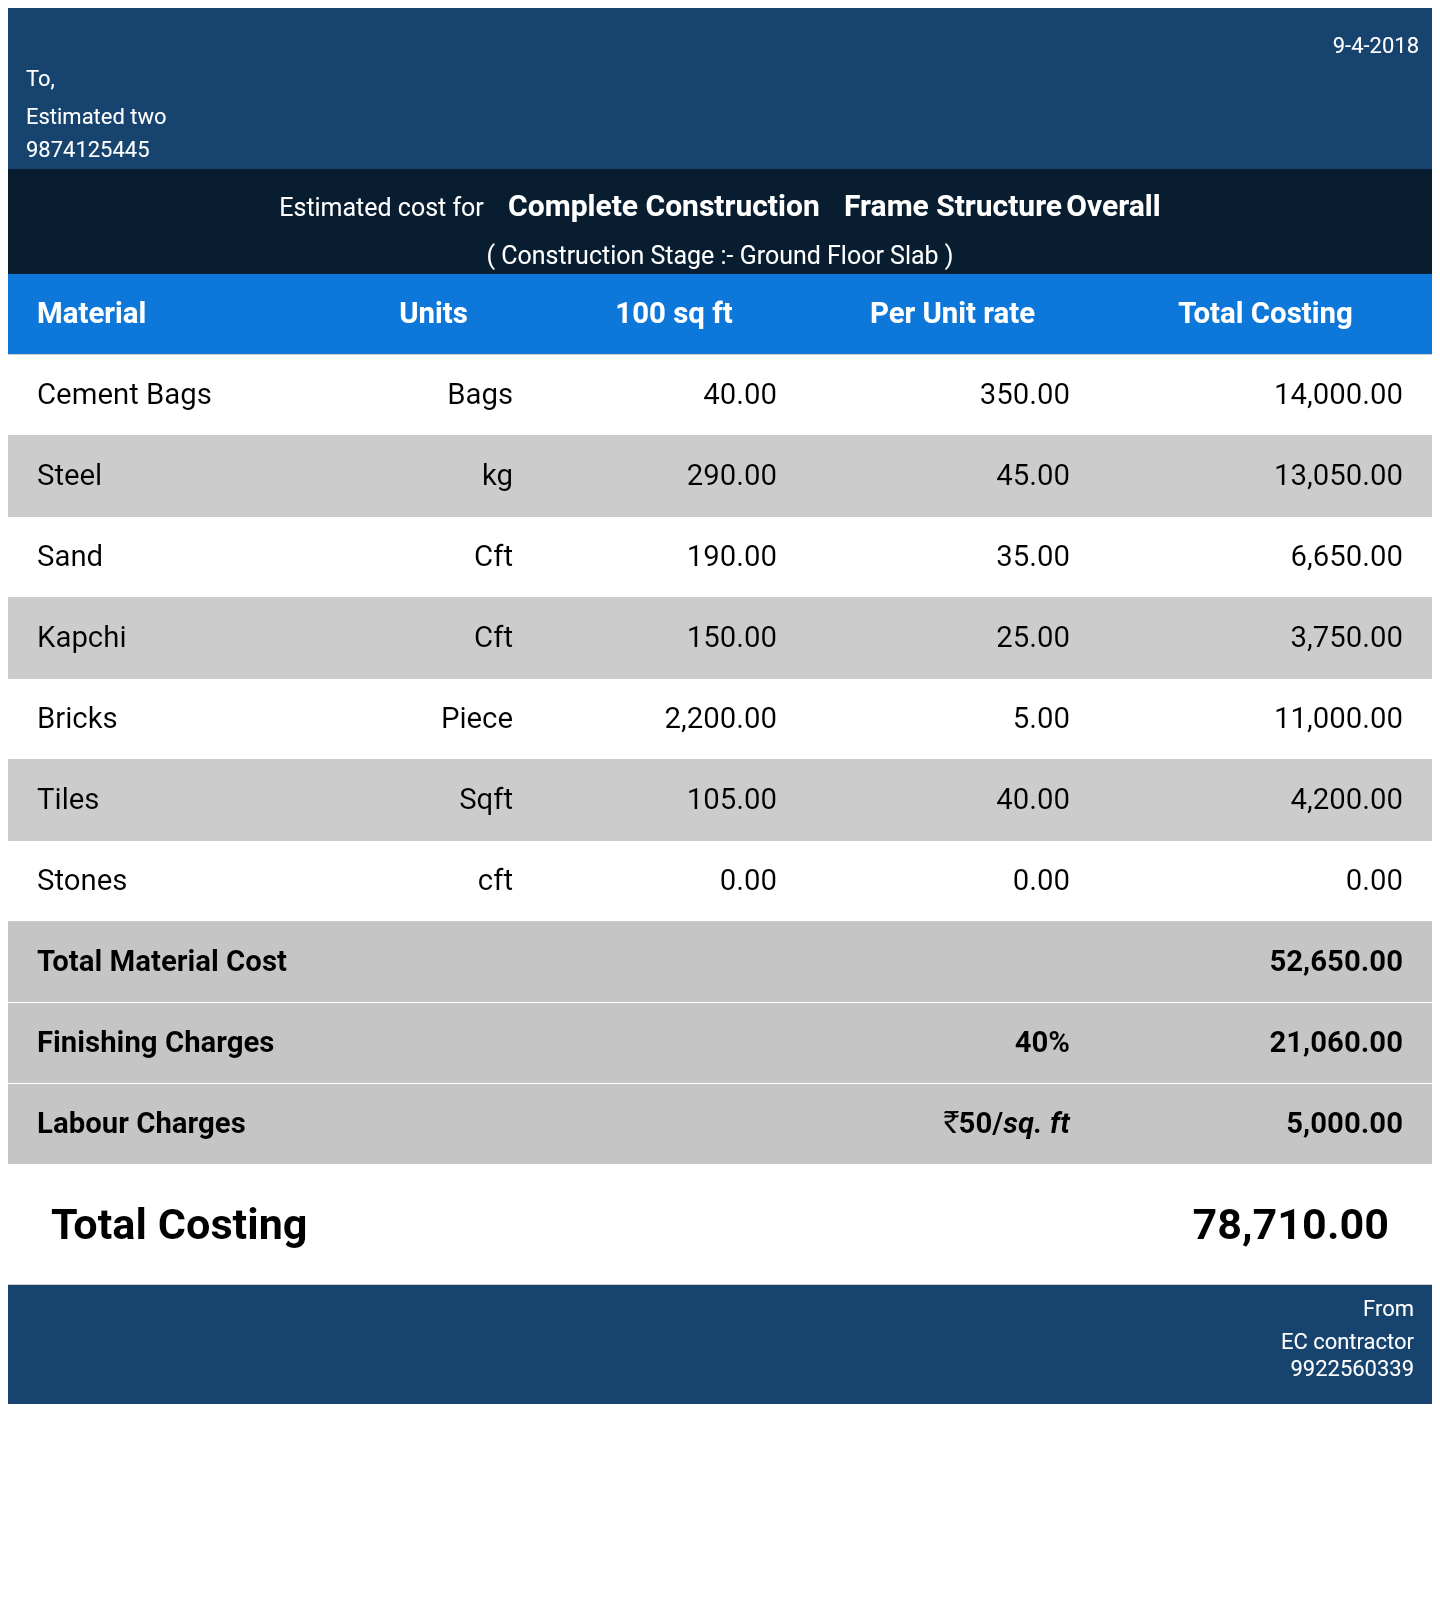 9-4-2018
To,
Estimated two
9874125445
Estimated cost for Complete Construction Frame Structure Overall
( Construction Stage :- Ground Floor Slab )
Material Units 100 sq ft Per Unit rate Total Costing
Cement Bags Bags 40.00 350.00 14,000.00
Steel kg 290.00 45.00 13,050.00
Sand Cft 190.00 35.00 6,650.00
Kapchi Cft 150.00 25.00 3,750.00
Bricks Piece 2,200.00 5.00 11,000.00
Tiles Sqft 105.00 40.00 4,200.00
Stones cft 0.00 0.00 0.00
Total Material Cost 52,650.00
Finishing Charges 40% 21,060.00
Labour Charges ₹50/sq. ft 5,000.00
Total Costing 78,710.00
From
EC contractor
9922560339